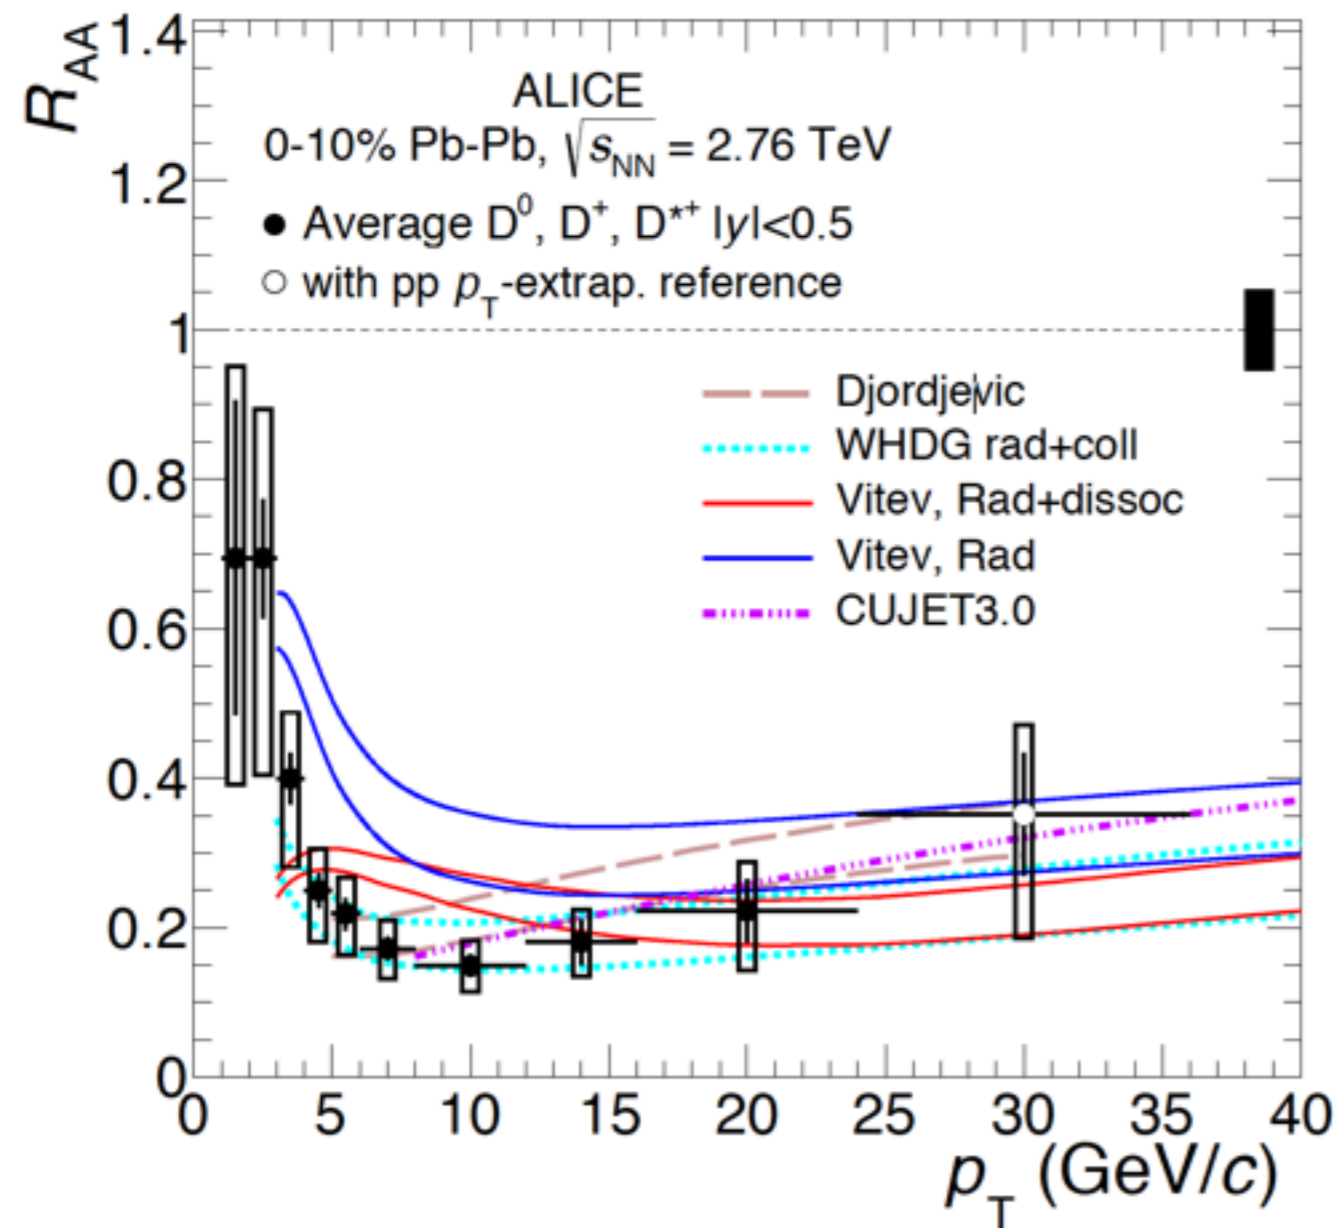 R_AA
1.4
1.2
1
0.8
0.6
0.4
0.2
0
ALICE
0-10% Pb-Pb, √s_NN = 2.76 TeV
Average D⁰, D⁺, D*⁺ |y|<0.5
with pp p_T-extrap. reference
Djordjevic
WHDG rad+coll
Vitev, Rad+dissoc
Vitev, Rad
CUJET3.0
0 5 10 15 20 25 30 35 40
p_T (GeV/c)